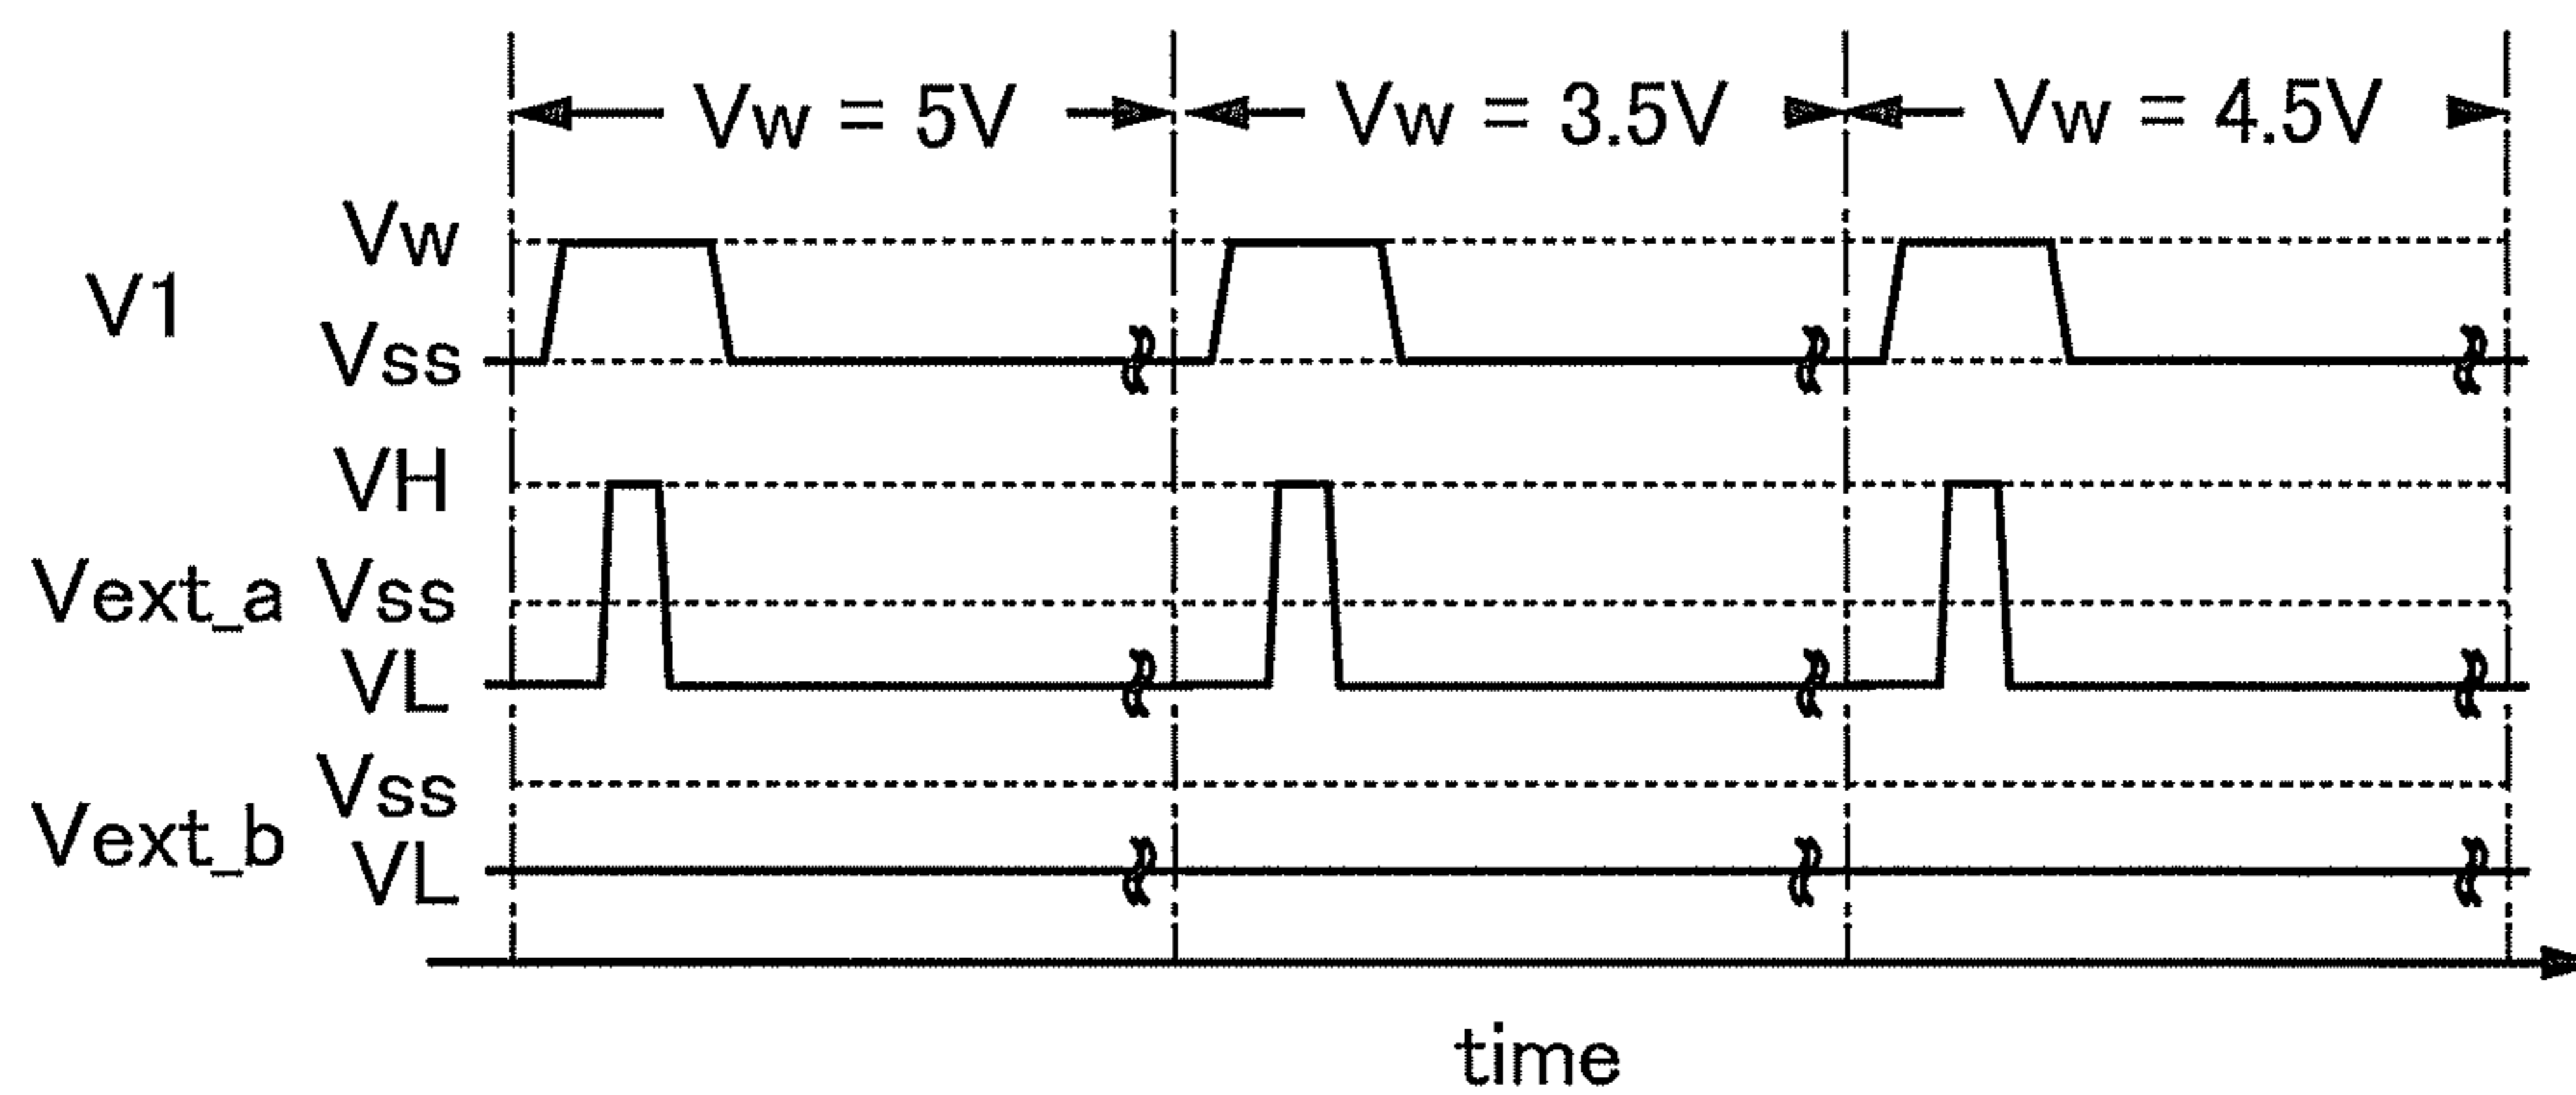 Vw = 5V Vw = 3.5V Vw = 4.5V
Vw
V1
Vss
VH
Vext_a Vss
VL
Vss
Vext_b
VL
time